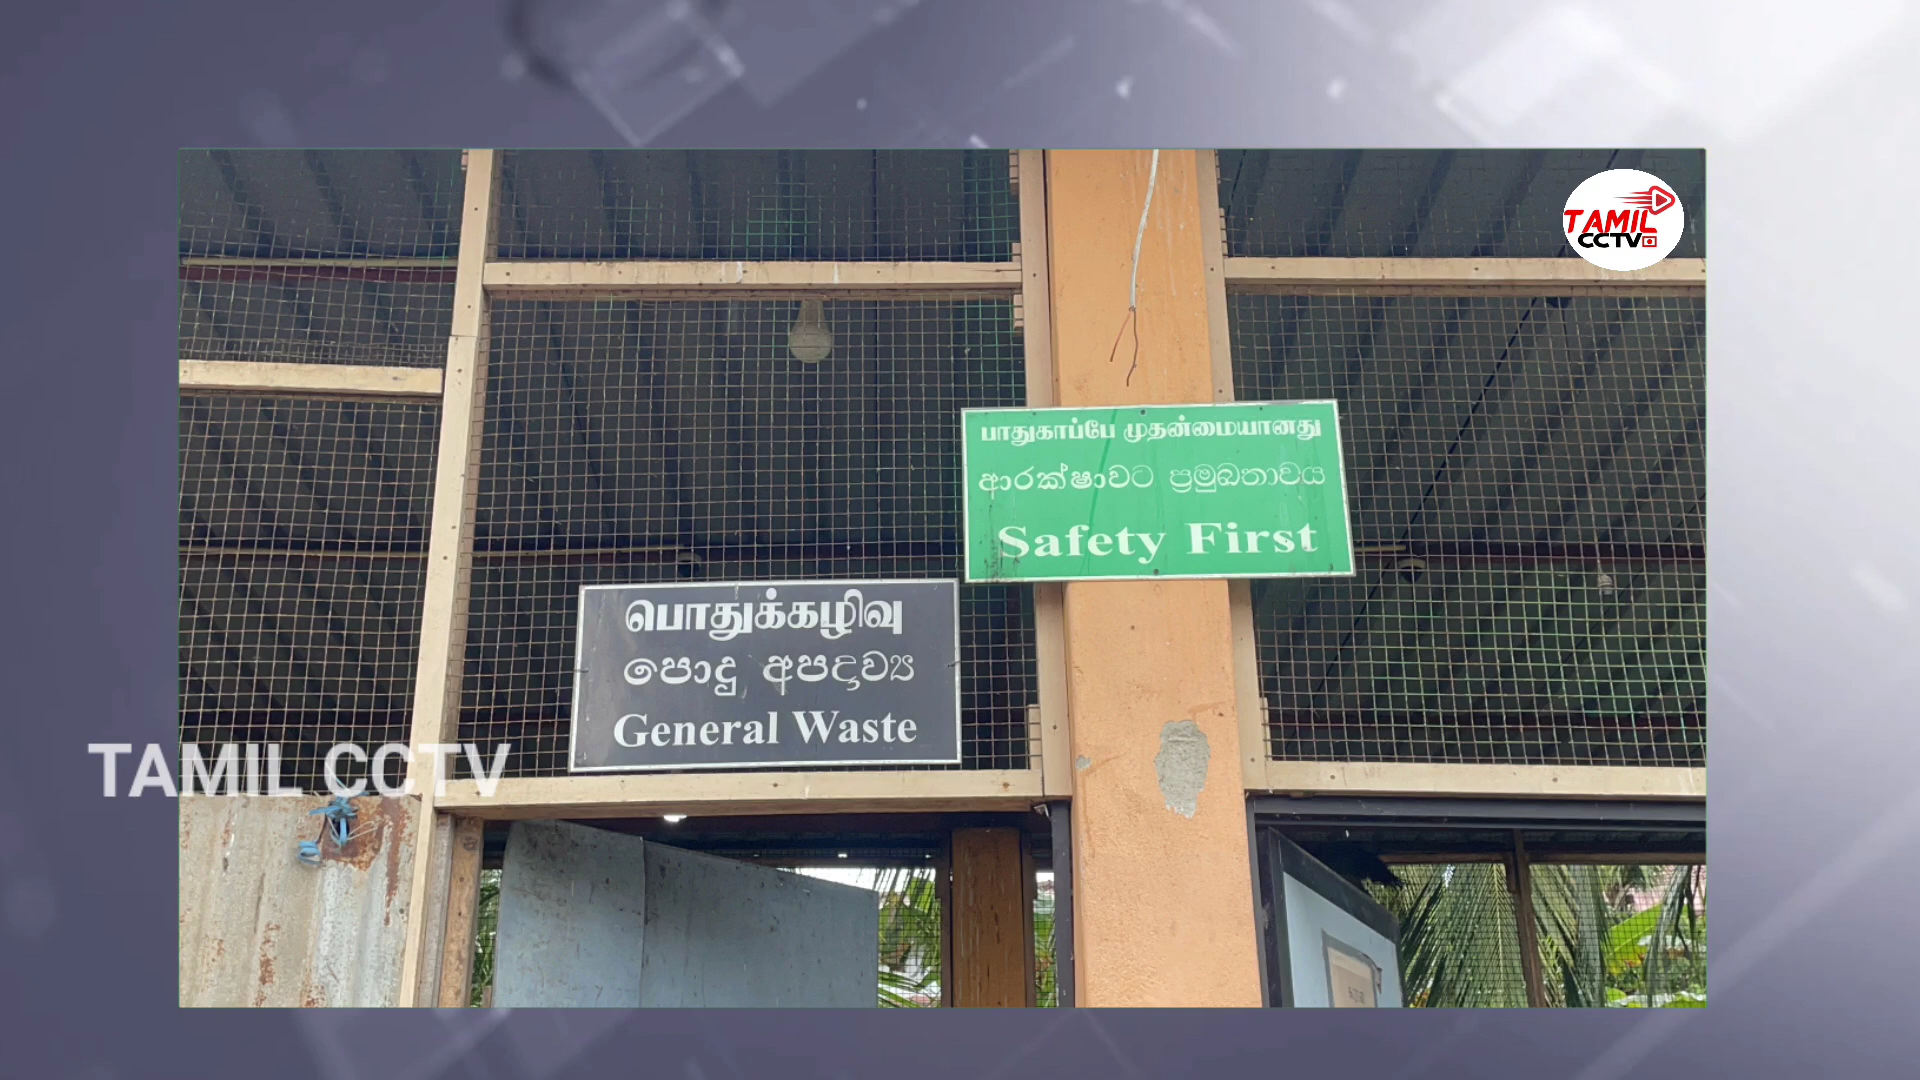 TAMIL
CCTV
பாதுகாப்பே முதன்மையானது
ආරක්ෂාවට ප්‍රමුඛතාවය
Safety First
பொதுக்கழிவு
පොදු අපද්‍රව්‍ය
General Waste
TAMIL CCTV